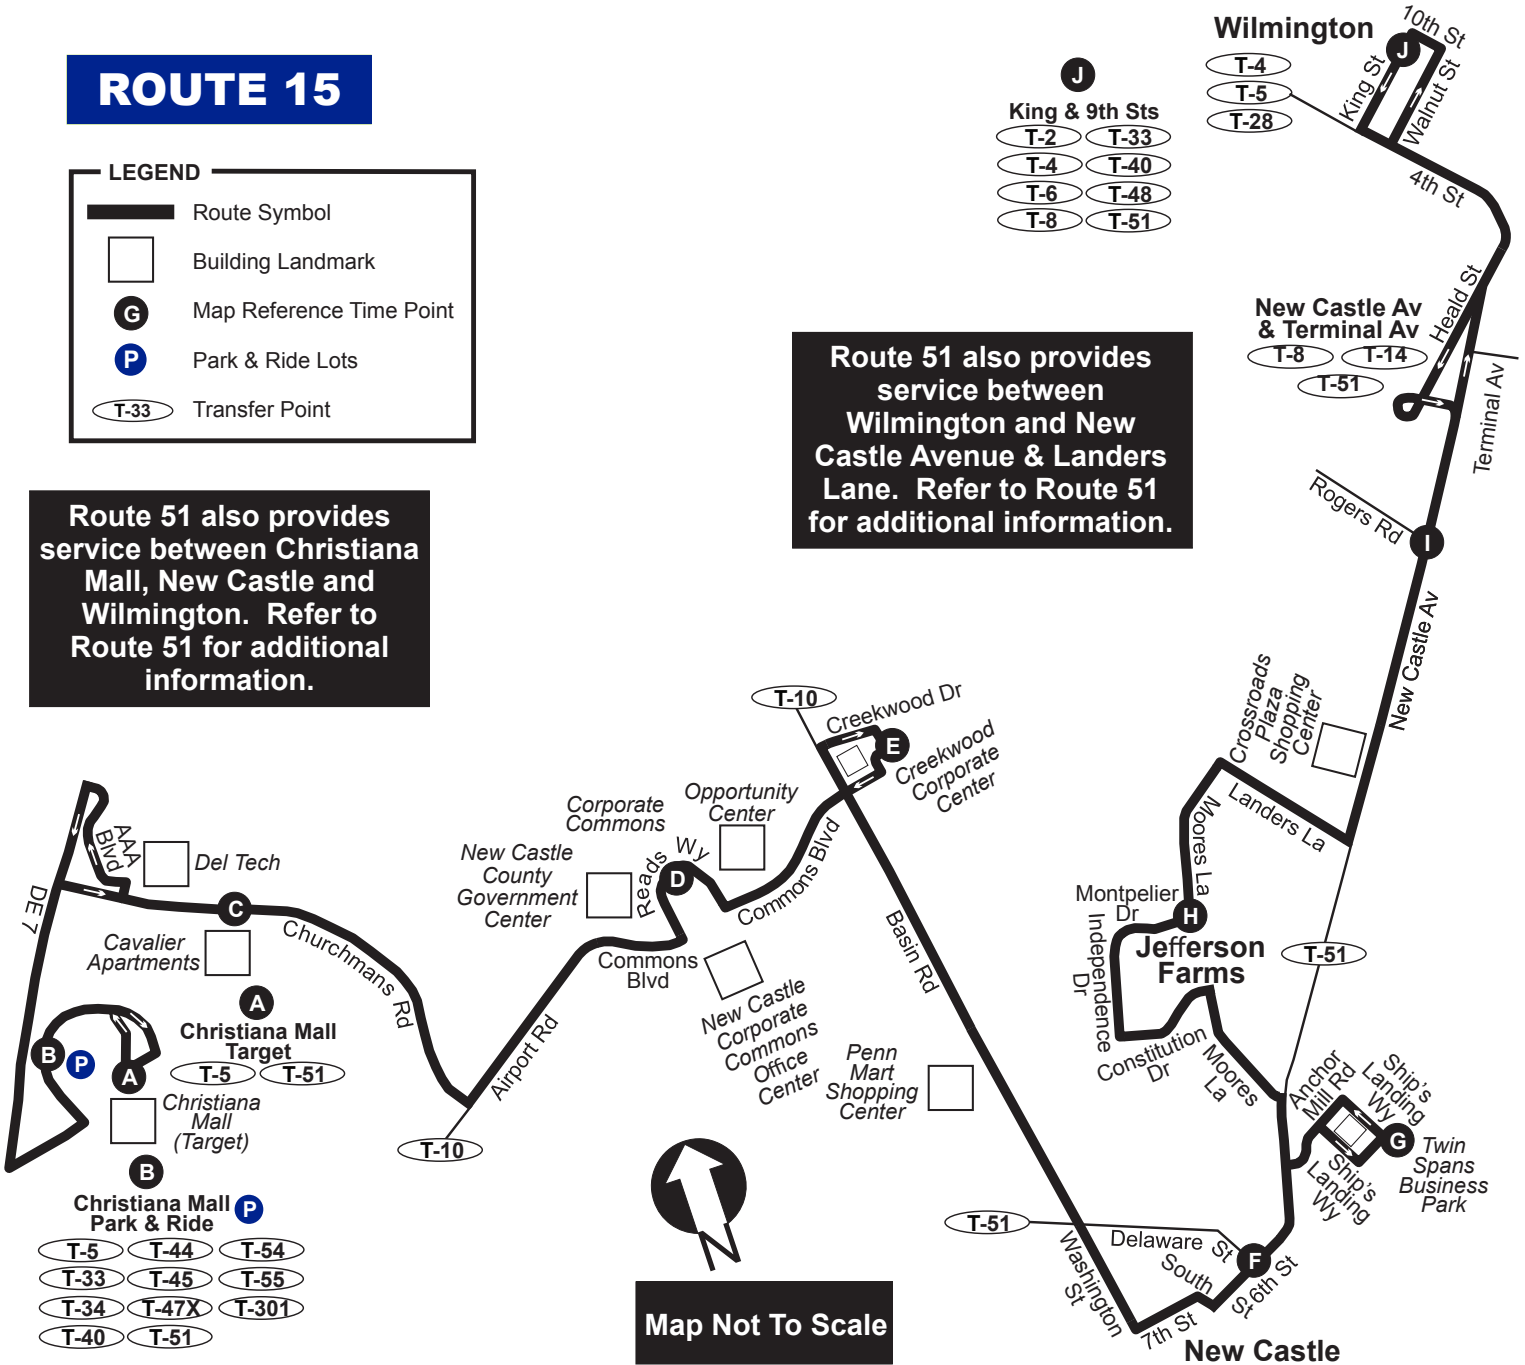 ROUTE 15
LEGEND
Route Symbol
Building Landmark
G Map Reference Time Point
P Park & Ride Lots
T-33 Transfer Point
Route 51 also provides
service between Christiana
Mall, New Castle and
Wilmington. Refer to
Route 51 for additional
information.
J
King & 9th Sts
T-2 T-33
T-4 T-40
T-6 T-48
T-8 T-51
Wilmington
T-4
T-5
T-28
10th St
J
King St
Walnut St
4th St
Heald St
New Castle Av
& Terminal Av
T-8 T-14
T-51
Terminal Av
Route 51 also provides
service between
Wilmington and New
Castle Avenue & Landers
Lane. Refer to Route 51
for additional information.
Rogers Rd
I
New Castle Av
Crossroads
Plaza
Shopping
Center
Landers La
Moores La
Montpelier
Dr
H
Independence
Dr
Jefferson
Farms
Constitution
Dr
Moores
La
T-51
Anchor
Mill Rd
Ship's
Landing
Wy
G
Twin
Spans
Business
Park
Ship's
Landing
Wy
T-10
Creekwood Dr
E
Creekwood
Corporate
Center
Opportunity
Center
Corporate
Commons
Reads Wy
D
New Castle
County
Government
Center
Commons Blvd
Commons
Blvd
New Castle
Corporate
Commons
Office
Center
Basin Rd
Penn
Mart
Shopping
Center
AAA
Blvd
Del Tech
DE 7
C
Cavalier
Apartments
Churchmans Rd
Airport Rd
T-10
A
Christiana Mall
Target
T-5 T-51
B
P
A
Christiana
Mall
(Target)
B
Christiana Mall
Park & Ride
P
T-5 T-44 T-54
T-33 T-45 T-55
T-34 T-47X T-301
T-40 T-51
Map Not To Scale
T-51
Delaware St
Washington
St
South St
F
6th St
7th St
New Castle